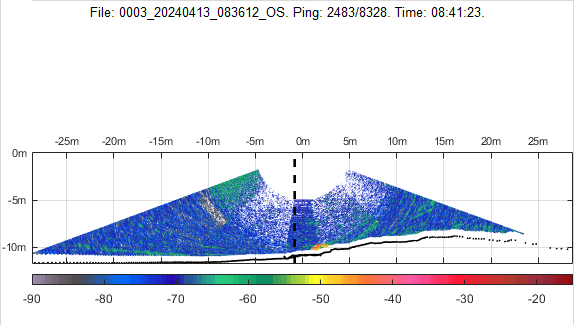 File: 0003_20240413_083612_OS. Ping: 2483/8328. Time: 08:41:23.
-25m -20m -15m -10m -5m 0m 5m 10m 15m 20m 25m
0m
-5m
-10m
-90 -80 -70 -60 -50 -40 -30 -20